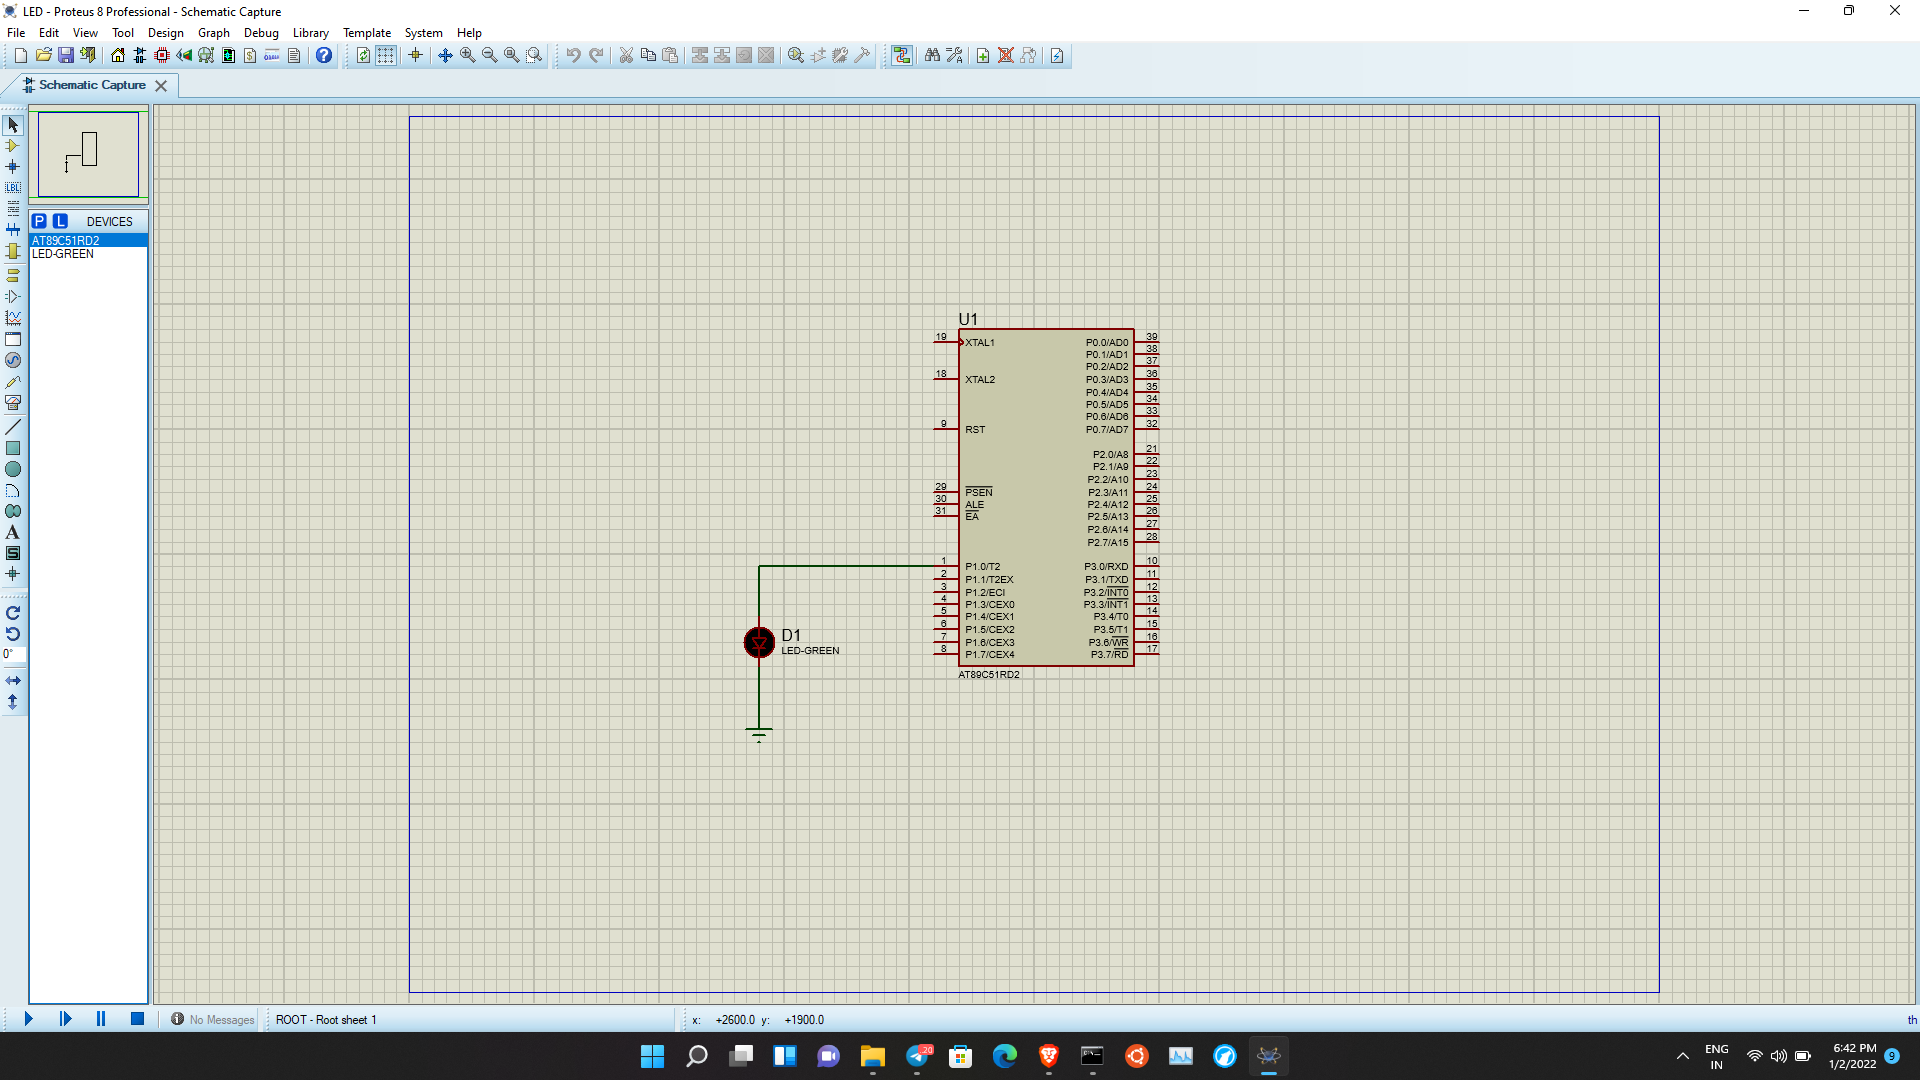 LED - Proteus 8 Professional - Schematic Capture
File Edit View Tool Design Graph Debug Library Template System Help
Schematic Capture
LBL
P L DEVICES
AT89C51RD2
LED-GREEN
A
S
0°
U1
19 XTAL1
18 XTAL2
9 RST
29 PSEN
30 ALE
31 EA
1 P1.0/T2
2 P1.1/T2EX
3 P1.2/ECI
4 P1.3/CEX0
5 P1.4/CEX1
6 P1.5/CEX2
7 P1.6/CEX3
8 P1.7/CEX4
P0.0/AD0 39
P0.1/AD1 38
P0.2/AD2 37
P0.3/AD3 36
P0.4/AD4 35
P0.5/AD5 34
P0.6/AD6 33
P0.7/AD7 32
P2.0/A8 21
P2.1/A9 22
P2.2/A10 23
P2.3/A11 24
P2.4/A12 25
P2.5/A13 26
P2.6/A14 27
P2.7/A15 28
P3.0/RXD 10
P3.1/TXD 11
P3.2/INT0 12
P3.3/INT1 13
P3.4/T0 14
P3.5/T1 15
P3.6/WR 16
P3.7/RD 17
AT89C51RD2
D1
LED-GREEN
No Messages
ROOT - Root sheet 1
x: +2600.0 y: +1900.0
th
20
ENG
IN
6:42 PM
1/2/2022
9